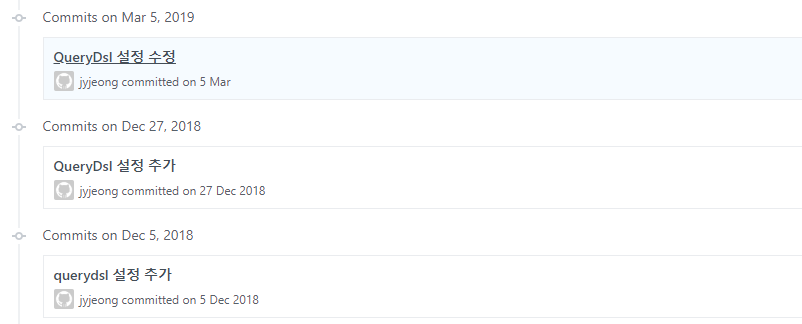 Commits on Mar 5, 2019
QueryDsl 설정 수정
jyjeong committed on 5 Mar
Commits on Dec 27, 2018
QueryDsl 설정 추가
jyjeong committed on 27 Dec 2018
Commits on Dec 5, 2018
querydsl 설정 추가
jyjeong committed on 5 Dec 2018